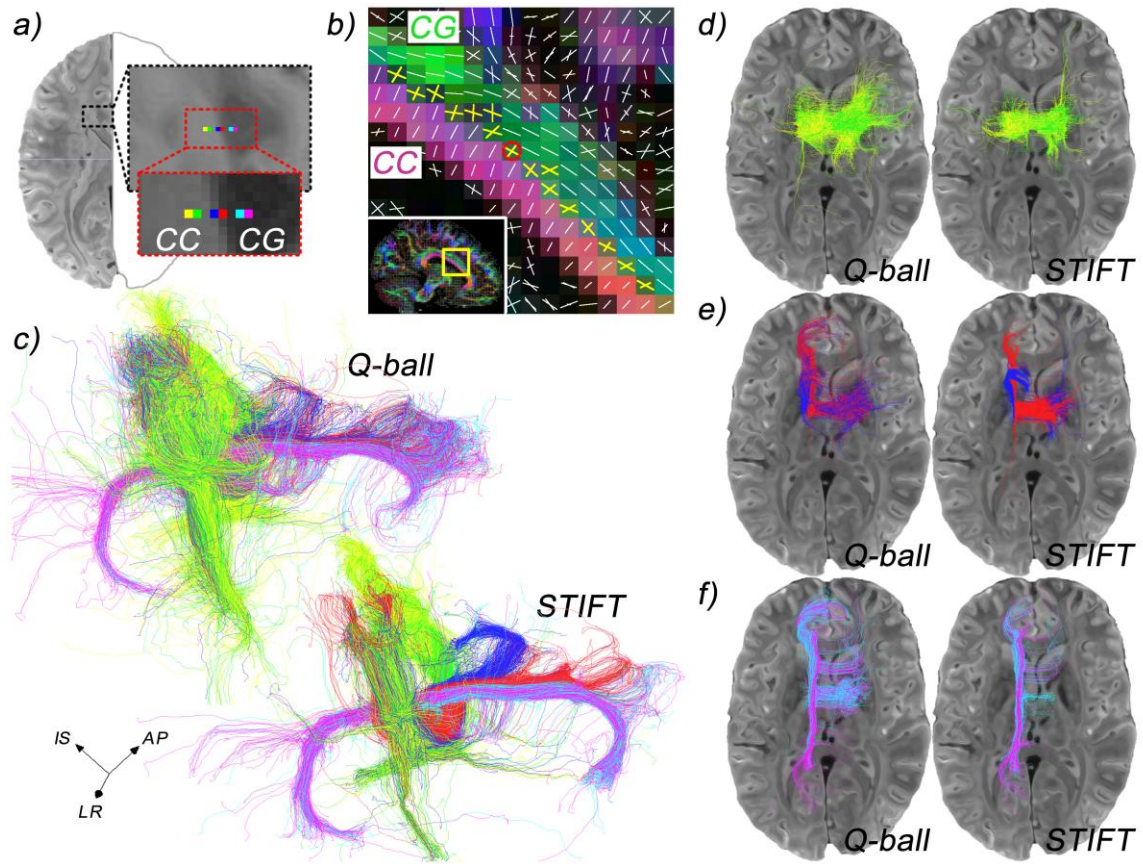 a)
CC CG
b)
CG
CC
c)
Q-ball
STIFT
IS AP
LR
d)
Q-ball STIFT
e)
Q-ball STIFT
f)
Q-ball STIFT